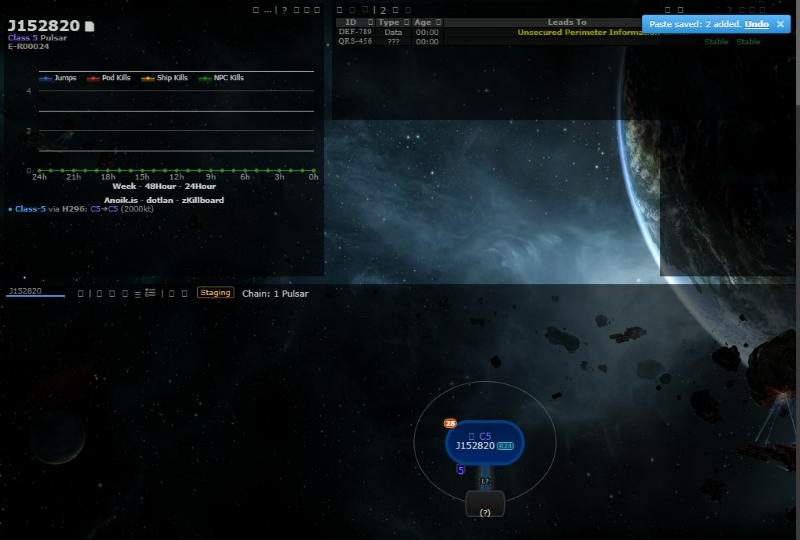 J152820
Class 5 Pulsar
E-R00024
Jumps Pod Kills Ship Kills NPC Kills
4
2
0
24h 21h 18h 15h 12h 9h 6h 3h 0h
Week - 48Hour - 24Hour
Anoik.is - dotlan - zKillboard
• Class-5 via H296: C5→C5 (2000kt)
... | ?
| 2
ID Type Age Leads To
DEF-789 Data 00:00 Unsecured Perimeter Information
QRS-456 ??? 00:00
Paste saved: 2 added. Undo ×
?
Stable Stable
J152820
Staging Chain: 1 Pulsar
28
C5
J152820 R24
5
(?)